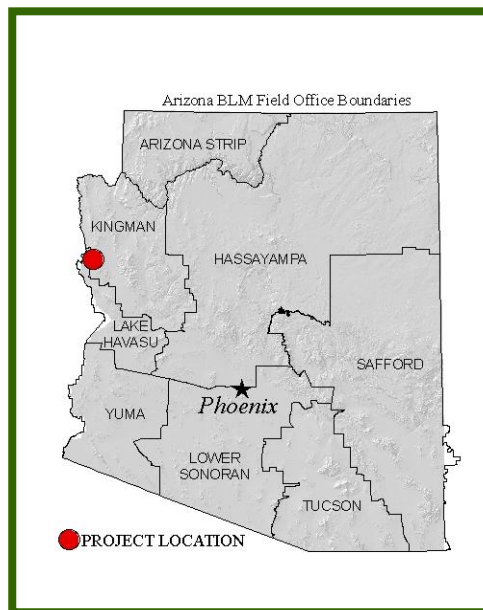 Arizona BLM Field Office Boundaries
ARIZONA STRIP
KINGMAN
HASSAYAMPA
LAKE
HAVASU
SAFFORD
YUMA
Phoenix
LOWER
SONORAN
TUCSON
PROJECT LOCATION